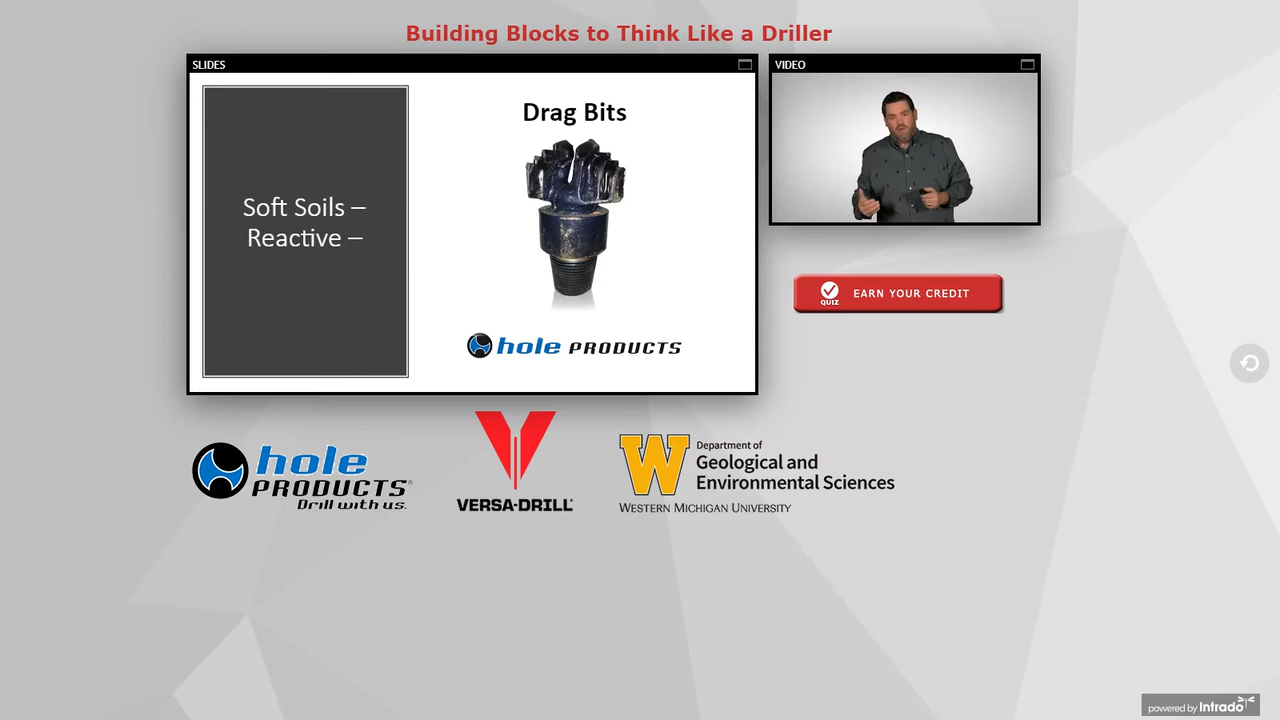 Building Blocks to Think Like a Driller
SLIDES
VIDEO
Drag Bits
Soft Soils –
Reactive –
hole PRODUCTS
QUIZ EARN YOUR CREDIT
hole
PRODUCTS®
Drill with us.
VERSA-DRILL®
W
Department of
Geological and
Environmental Sciences
WESTERN MICHIGAN UNIVERSITY
powered by intrado